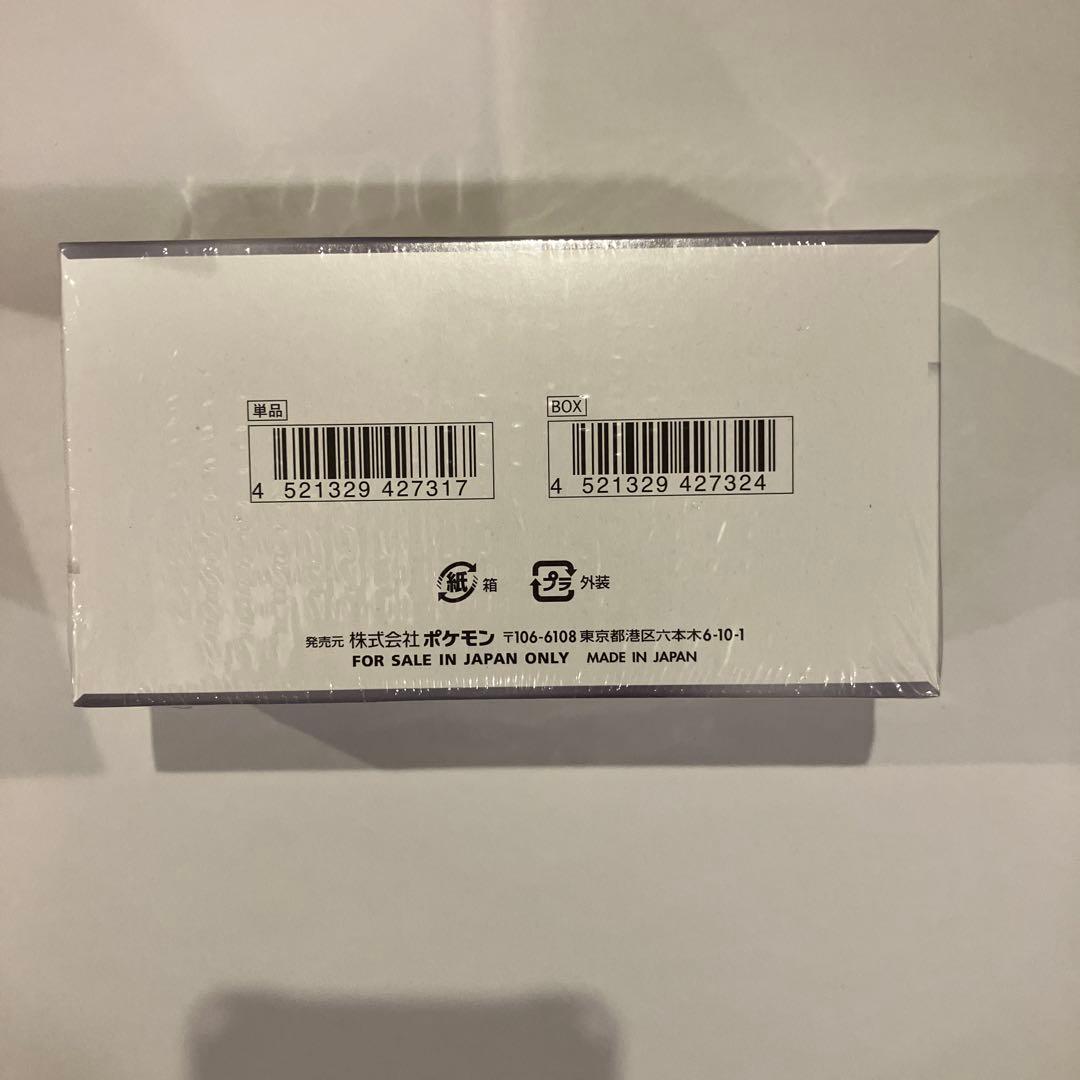 単品
4 521329 427317
BOX
4 521329 427324
紙 箱
プラ 外装
発売元 株式会社 ポケモン 〒106-6108 東京都港区六本木6-10-1
FOR SALE IN JAPAN ONLY MADE IN JAPAN